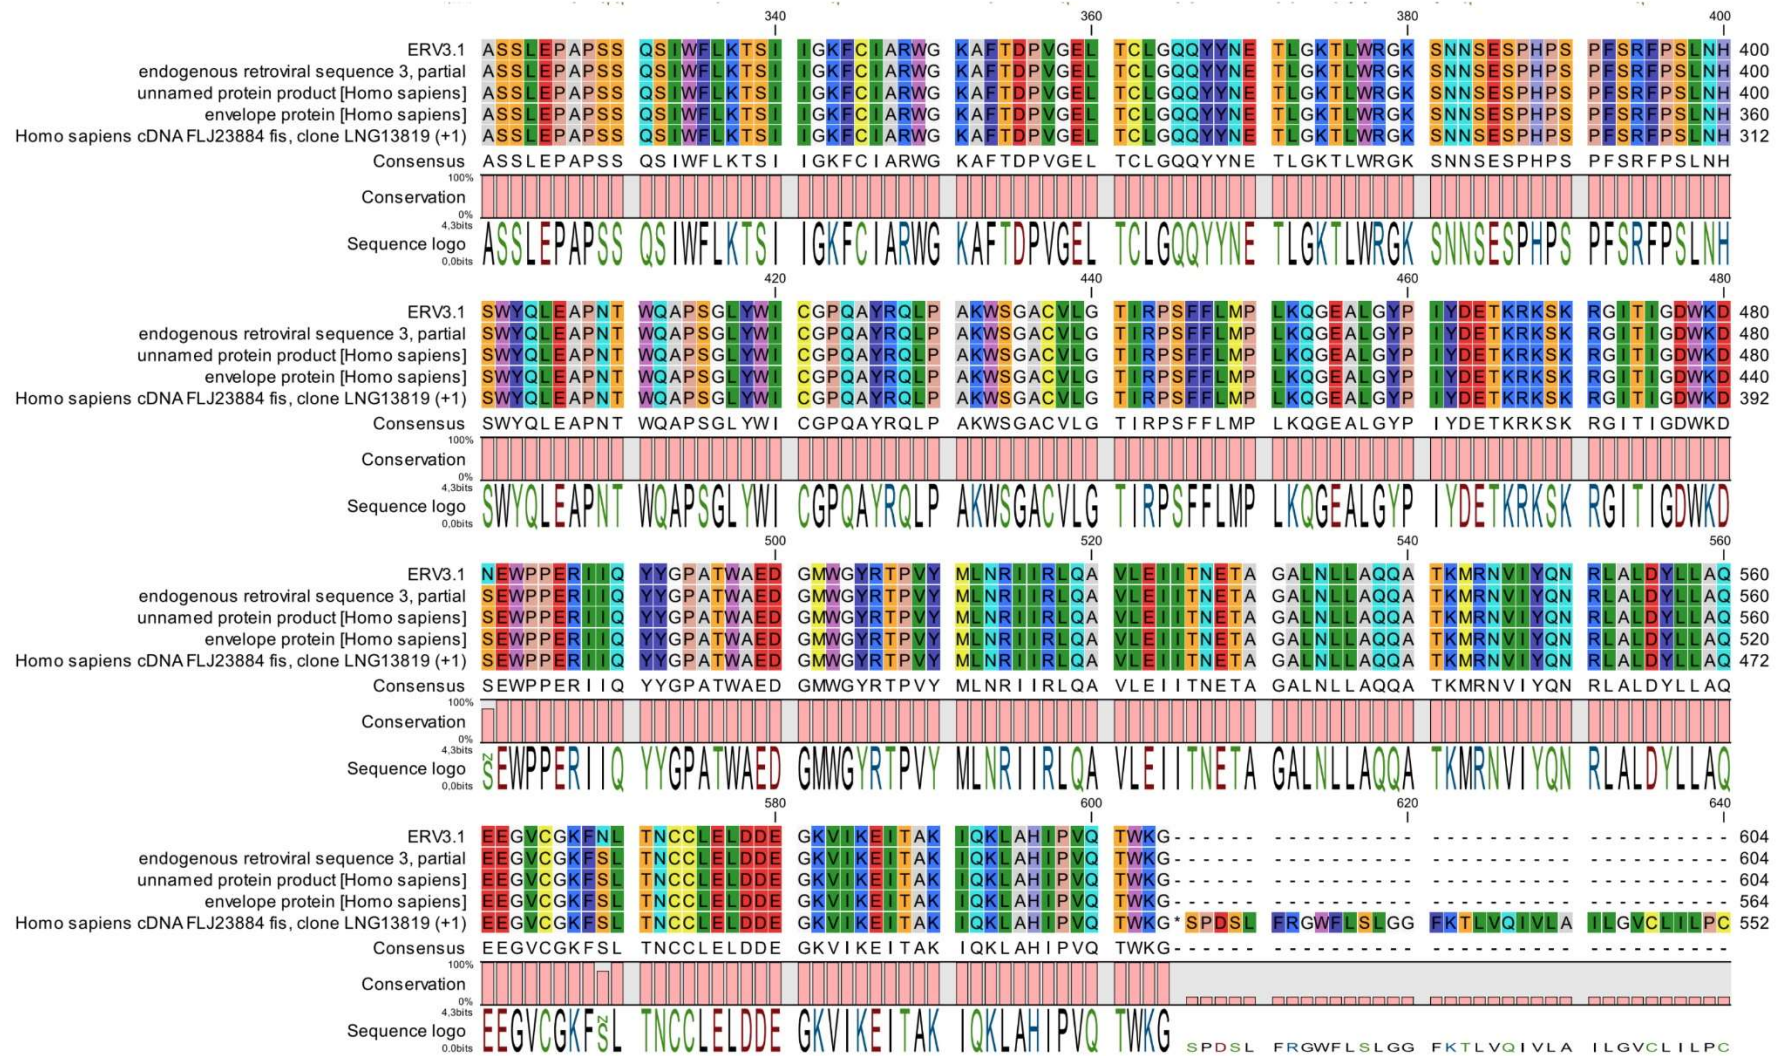 340 360 380 400
ERV3.1 ASSLEPAPSS QSIWFLKTSI IGKFCIARWG KAFTDPVGEL TCLGQQYYNE TLGKTLWRGK SNNSESPHPS PFSRFPSLNH 400
endogenous retroviral sequence 3, partial ASSLEPAPSS QSIWFLKTSI IGKFCIARWG KAFTDPVGEL TCLGQQYYNE TLGKTLWRGK SNNSESPHPS PFSRFPSLNH 400
unnamed protein product [Homo sapiens] ASSLEPAPSS QSIWFLKTSI IGKFCIARWG KAFTDPVGEL TCLGQQYYNE TLGKTLWRGK SNNSESPHPS PFSRFPSLNH 400
envelope protein [Homo sapiens] ASSLEPAPSS QSIWFLKTSI IGKFCIARWG KAFTDPVGEL TCLGQQYYNE TLGKTLWRGK SNNSESPHPS PFSRFPSLNH 360
Homo sapiens cDNA FLJ23884 fis, clone LNG13819 (+1) ASSLEPAPSS QSIWFLKTSI IGKFCIARWG KAFTDPVGEL TCLGQQYYNE TLGKTLWRGK SNNSESPHPS PFSRFPSLNH 312
Consensus ASSLEPAPSS QSIWFLKTSI IGKFCIARWG KAFTDPVGEL TCLGQQYYNE TLGKTLWRGK SNNSESPHPS PFSRFPSLNH
100%
Conservation
0%
4,3bits
Sequence logo ASSLEPAPSS QSIWFLKTSI IGKFCIARWG KAFTDPVGEL TCLGQQYYNE TLGKTLWRGK SNNSESPHPS PFSRFPSLNH
0,0bits
420 440 460 480
ERV3.1 SWYQLEAPNT WQAPSGLYWI CGPQAYRQLP AKWSGACVLG TIRPSFFLMP LKQGEALGYP IYDETKRKSK RGITIGDWKD 480
endogenous retroviral sequence 3, partial SWYQLEAPNT WQAPSGLYWI CGPQAYRQLP AKWSGACVLG TIRPSFFLMP LKQGEALGYP IYDETKRKSK RGITIGDWKD 480
unnamed protein product [Homo sapiens] SWYQLEAPNT WQAPSGLYWI CGPQAYRQLP AKWSGACVLG TIRPSFFLMP LKQGEALGYP IYDETKRKSK RGITIGDWKD 480
envelope protein [Homo sapiens] SWYQLEAPNT WQAPSGLYWI CGPQAYRQLP AKWSGACVLG TIRPSFFLMP LKQGEALGYP IYDETKRKSK RGITIGDWKD 440
Homo sapiens cDNA FLJ23884 fis, clone LNG13819 (+1) SWYQLEAPNT WQAPSGLYWI CGPQAYRQLP AKWSGACVLG TIRPSFFLMP LKQGEALGYP IYDETKRKSK RGITIGDWKD 392
Consensus SWYQLEAPNT WQAPSGLYWI CGPQAYRQLP AKWSGACVLG TIRPSFFLMP LKQGEALGYP IYDETKRKSK RGITIGDWKD
100%
Conservation
0%
4,3bits
Sequence logo SWYQLEAPNT WQAPSGLYWI CGPQAYRQLP AKWSGACVLG TIRPSFFLMP LKQGEALGYP IYDETKRKSK RGITIGDWKD
0,0bits
500 520 540 560
ERV3.1 NEWPPERIIQ YYGPATWAED GMWGYRTPVY MLNRIIRLQA VLEIITNETA GALNLLAQQA TKMRNVIYQN RLALDYLLAQ 560
endogenous retroviral sequence 3, partial SEWPPERIIQ YYGPATWAED GMWGYRTPVY MLNRIIRLQA VLEIITNETA GALNLLAQQA TKMRNVIYQN RLALDYLLAQ 560
unnamed protein product [Homo sapiens] SEWPPERIIQ YYGPATWAED GMWGYRTPVY MLNRIIRLQA VLEIITNETA GALNLLAQQA TKMRNVIYQN RLALDYLLAQ 560
envelope protein [Homo sapiens] SEWPPERIIQ YYGPATWAED GMWGYRTPVY MLNRIIRLQA VLEIITNETA GALNLLAQQA TKMRNVIYQN RLALDYLLAQ 520
Homo sapiens cDNA FLJ23884 fis, clone LNG13819 (+1) SEWPPERIIQ YYGPATWAED GMWGYRTPVY MLNRIIRLQA VLEIITNETA GALNLLAQQA TKMRNVIYQN RLALDYLLAQ 472
Consensus SEWPPERIIQ YYGPATWAED GMWGYRTPVY MLNRIIRLQA VLEIITNETA GALNLLAQQA TKMRNVIYQN RLALDYLLAQ
100%
Conservation
0%
4,3bits
N
Sequence logo SEWPPERIIQ YYGPATWAED GMWGYRTPVY MLNRIIRLQA VLEIITNETA GALNLLAQQA TKMRNVIYQN RLALDYLLAQ
0,0bits
580 600 620 640
ERV3.1 EEGVCGKFNL TNCCLELDDE GKVIKEITAK IQKLAHIPVQ TWKG------ ---------- ---------- ---------- 604
endogenous retroviral sequence 3, partial EEGVCGKFSL TNCCLELDDE GKVIKEITAK IQKLAHIPVQ TWKG------ ---------- ---------- ---------- 604
unnamed protein product [Homo sapiens] EEGVCGKFSL TNCCLELDDE GKVIKEITAK IQKLAHIPVQ TWKG------ ---------- ---------- ---------- 604
envelope protein [Homo sapiens] EEGVCGKFSL TNCCLELDDE GKVIKEITAK IQKLAHIPVQ TWKG------ ---------- ---------- ---------- 564
Homo sapiens cDNA FLJ23884 fis, clone LNG13819 (+1) EEGVCGKFSL TNCCLELDDE GKVIKEITAK IQKLAHIPVQ TWKG*SPDSL FRGWFLSLGG FKTLVQIVLA ILGVCLILPC 552
Consensus EEGVCGKFSL TNCCLELDDE GKVIKEITAK IQKLAHIPVQ TWKG------ ---------- ---------- ----------
100%
Conservation
0%
4,3bits
N
Sequence logo EEGVCGKFSL TNCCLELDDE GKVIKEITAK IQKLAHIPVQ TWKG SPDSL FRGWFLSLGG FKTLVQIVLA ILGVCLILPC
0,0bits